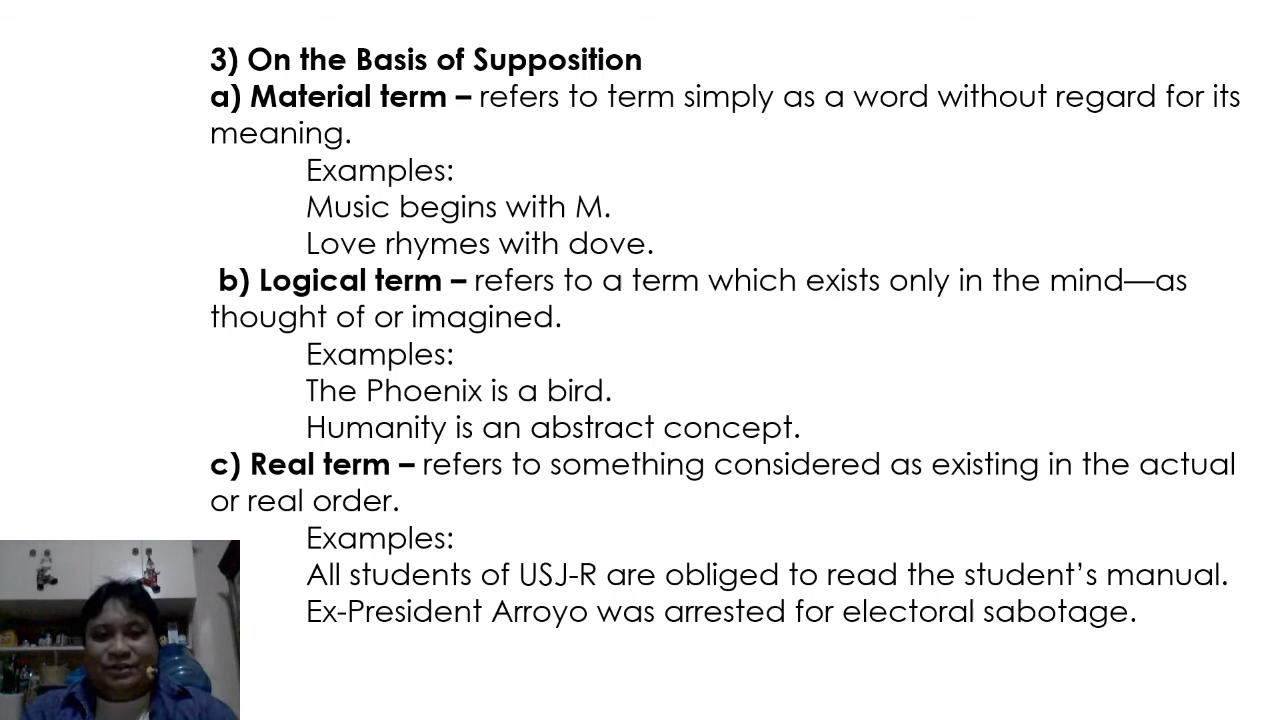 3) On the Basis of Supposition
a) Material term – refers to term simply as a word without regard for its
meaning.
Examples:
Music begins with M.
Love rhymes with dove.
b) Logical term – refers to a term which exists only in the mind—as
thought of or imagined.
Examples:
The Phoenix is a bird.
Humanity is an abstract concept.
c) Real term – refers to something considered as existing in the actual
or real order.
Examples:
All students of USJ-R are obliged to read the student’s manual.
Ex-President Arroyo was arrested for electoral sabotage.